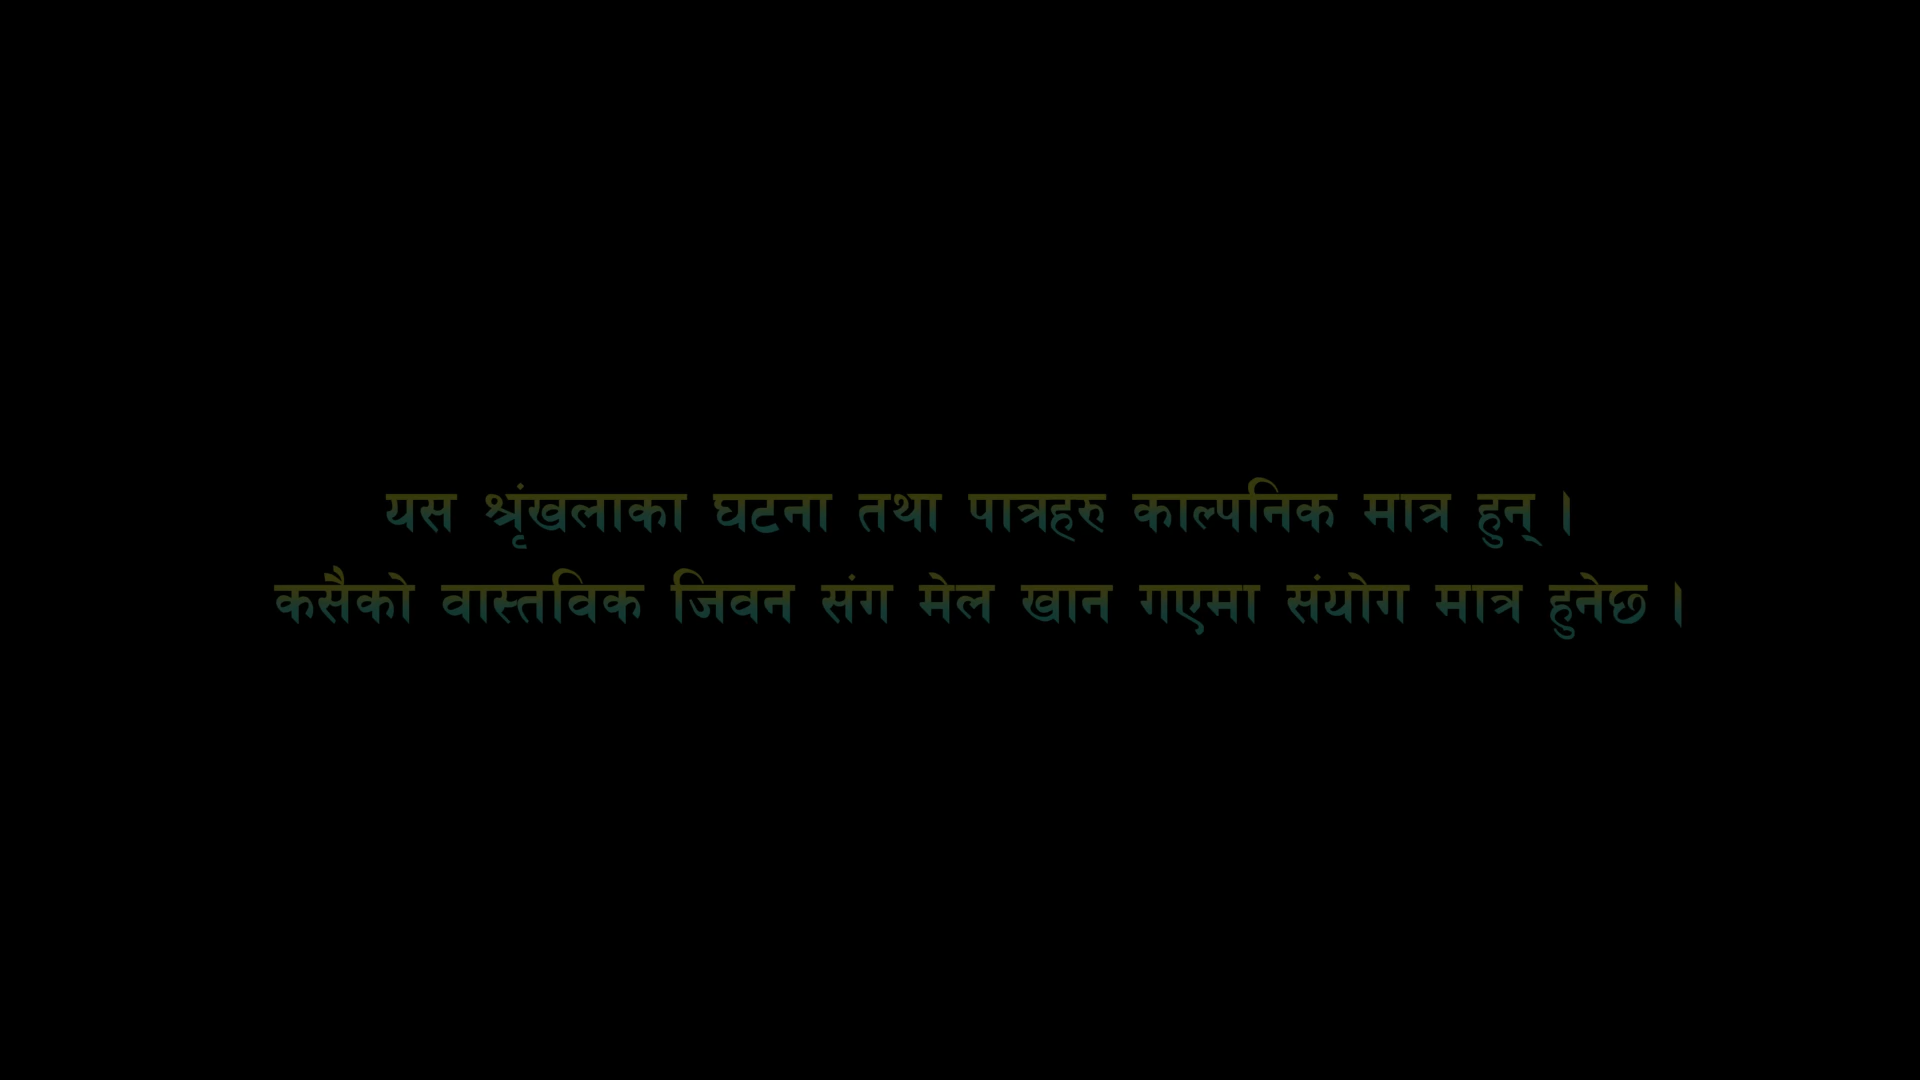 यस श्रृंखलाका घटना तथा पात्रहरु काल्पनिक मात्र हुन् ।
कसैको वास्तविक जिवन संग मेल खान गएमा संयोग मात्र हुनेछ ।